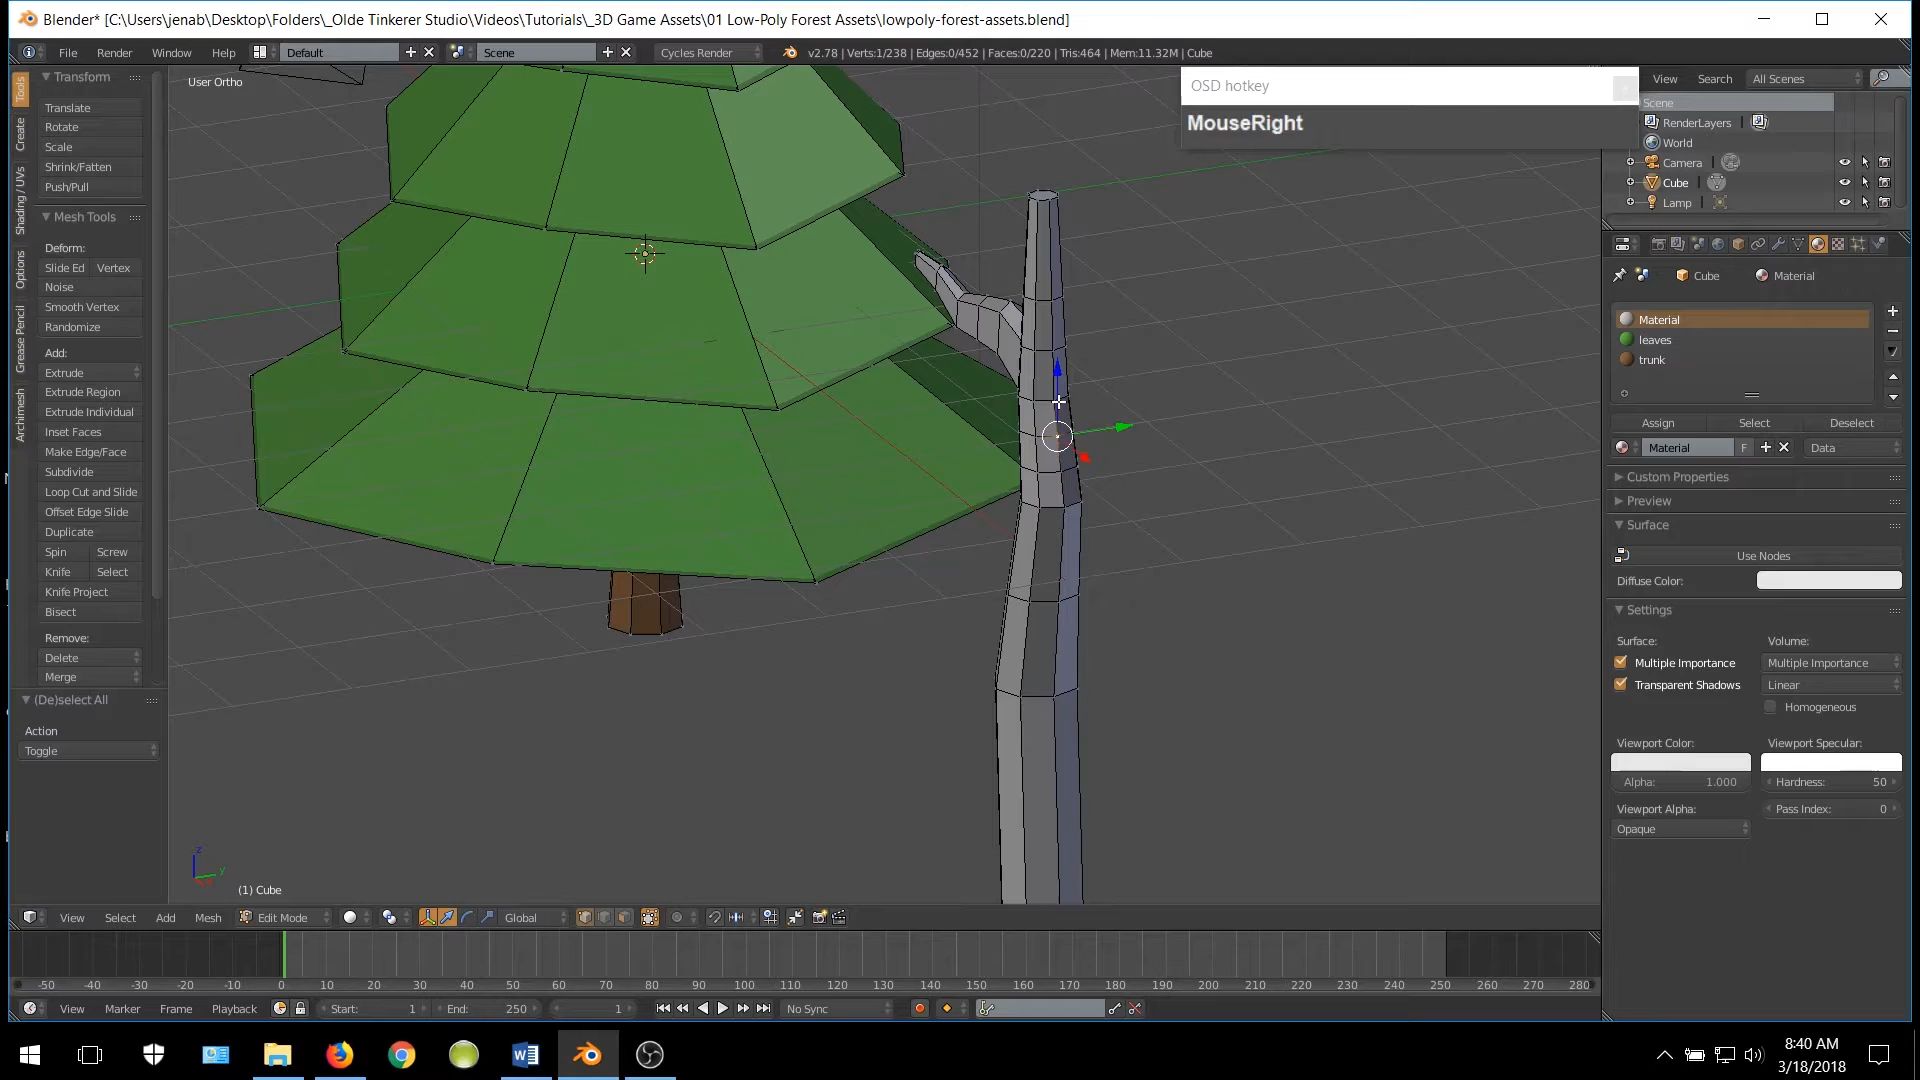 Blender* [C:\Users\jenab\Desktop\Folders\_Olde Tinkerer Studio\Videos\Tutorials\_3D Game Assets\01 Low-Poly Forest Assets\lowpoly-forest-assets.blend]
File Render Window Help Default Scene Cycles Render v2.78 | Verts:1/238 | Edges:0/452 | Faces:0/220 | Tris:464 | Mem:11.32M | Cube
User Ortho
OSD hotkey
MouseRight
Tools
Create
Shading / UVs
Options
Grease Pencil
Archimesh
Transform
Translate
Rotate
Scale
Shrink/Fatten
Push/Pull
Mesh Tools
Deform:
Slide Ed Vertex
Noise
Smooth Vertex
Randomize
Add:
Extrude
Extrude Region
Extrude Individual
Inset Faces
Make Edge/Face
Subdivide
Loop Cut and Slide
Offset Edge Slide
Duplicate
Spin Screw
Knife Select
Knife Project
Bisect
Remove:
Delete
Merge
(De)select All
Action
Toggle
z
y
(1) Cube
View Select Add Mesh Edit Mode Global
-50 -40 -30 -20 -10 0 10 20 30 40 50 60 70 80 90 100 110 120 130 140 150 160 170 180 190 200 210 220 230 240 250 260 270 280
View Marker Frame Playback Start: 1 End: 250 1 No Sync
View Search All Scenes
Scene
RenderLayers
World
Camera
Cube
Lamp
Cube Material
Material
leaves
trunk
Assign Select Deselect
Material F Data
Custom Properties
Preview
Surface
Use Nodes
Diffuse Color:
Settings
Surface: Volume:
Multiple Importance Multiple Importance
Transparent Shadows Linear
Homogeneous
Viewport Color: Viewport Specular:
Alpha: 1.000 Hardness: 50
Viewport Alpha: Pass Index: 0
Opaque
8:40 AM
3/18/2018